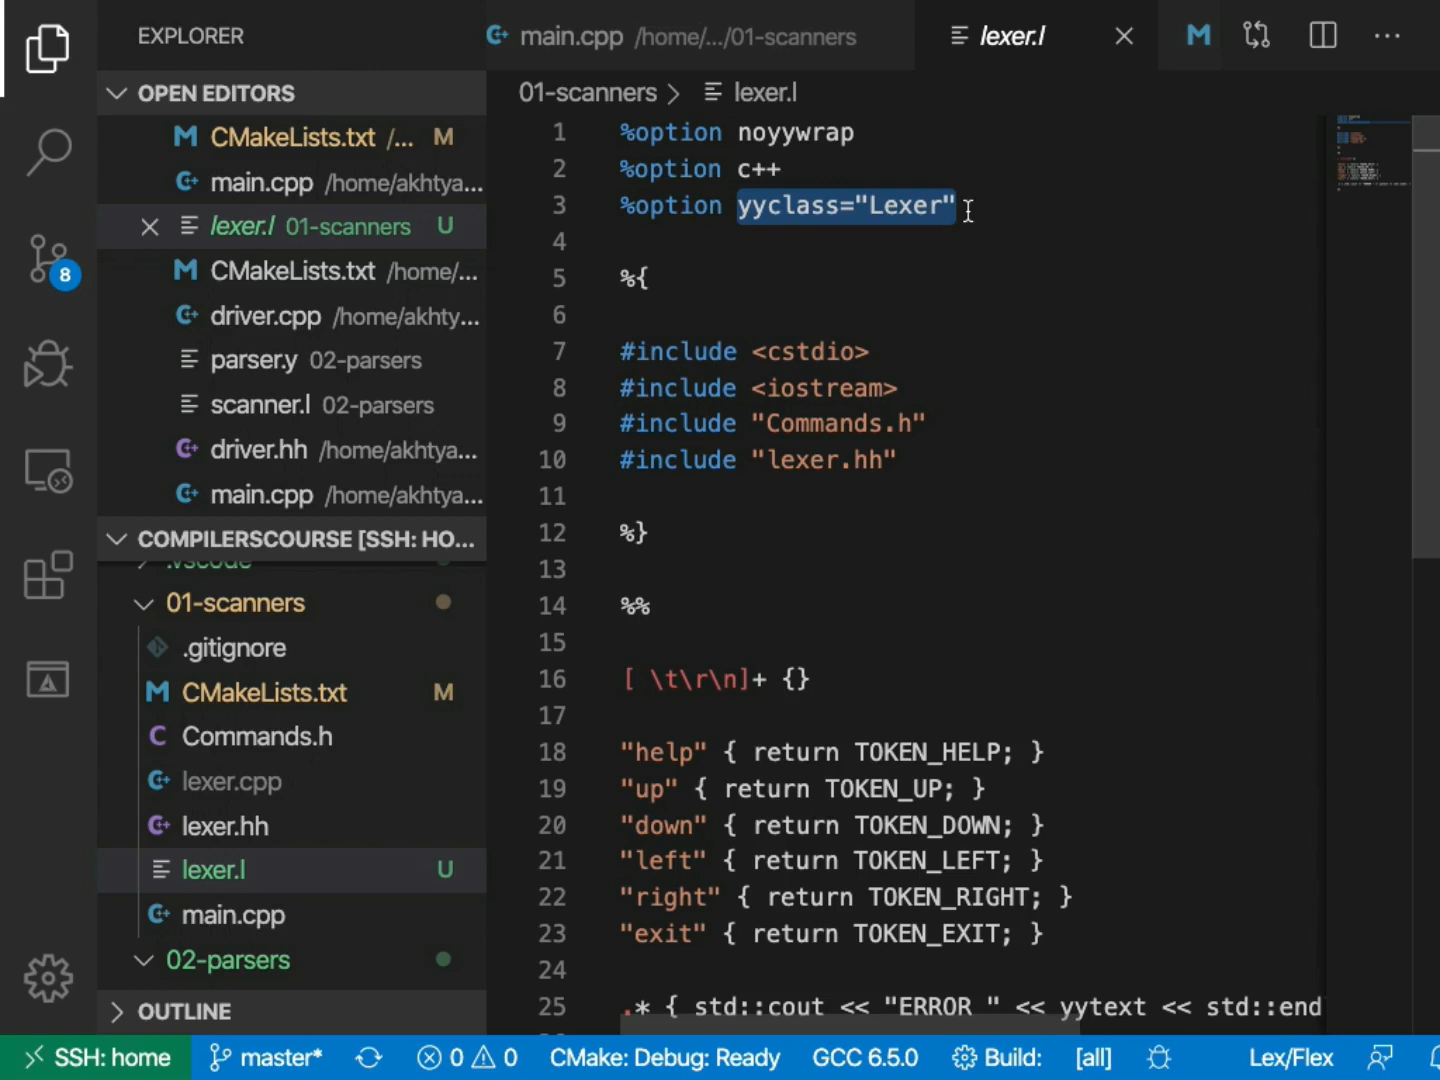 EXPLORER
main.cpp /home/.../01-scanners
lexer.l
OPEN EDITORS
CMakeLists.txt /... M
main.cpp /home/akhtya...
lexer.l 01-scanners U
CMakeLists.txt /home/...
driver.cpp /home/akhty...
parser.y 02-parsers
scanner.l 02-parsers
driver.hh /home/akhtya...
main.cpp /home/akhtya...
8
COMPILERSCOURSE [SSH: HO...
.vscode
01-scanners
.gitignore
CMakeLists.txt M
Commands.h
lexer.cpp
lexer.hh
lexer.l U
main.cpp
02-parsers
OUTLINE
01-scanners > lexer.l
1 %option noyywrap
2 %option c++
3 %option yyclass="Lexer"
4
5 %{
6
7 #include <cstdio>
8 #include <iostream>
9 #include "Commands.h"
10 #include "lexer.hh"
11
12 %}
13
14 %%
15
16 [ \t\r\n]+ {}
17
18 "help" { return TOKEN_HELP; }
19 "up" { return TOKEN_UP; }
20 "down" { return TOKEN_DOWN; }
21 "left" { return TOKEN_LEFT; }
22 "right" { return TOKEN_RIGHT; }
23 "exit" { return TOKEN_EXIT; }
24
25 .* { std::cout << "ERROR " << yytext << std::end
SSH: home master* 0 0 CMake: Debug: Ready GCC 6.5.0 Build: [all] Lex/Flex